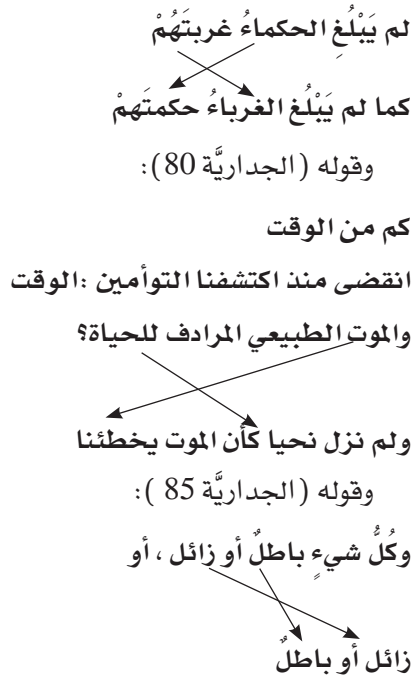 لم يَبْلُغِ الحكماءُ غربتَهُمْ
كما لم يَبْلُغ الغرباءُ حكمتَهمْ
وقوله (الجداريَّة 80):
كم من الوقت
انقضى منذ اكتشفنا التوأمين :الوقت
والموت الطبيعي المرادف للحياة؟
ولم نزل نحيا كأن الموت يخطئنا
وقوله (الجداريَّة 85 ):
وكُلُّ شيءٍ باطلٌ أو زائل ، أو
زائل أو باطلٌ